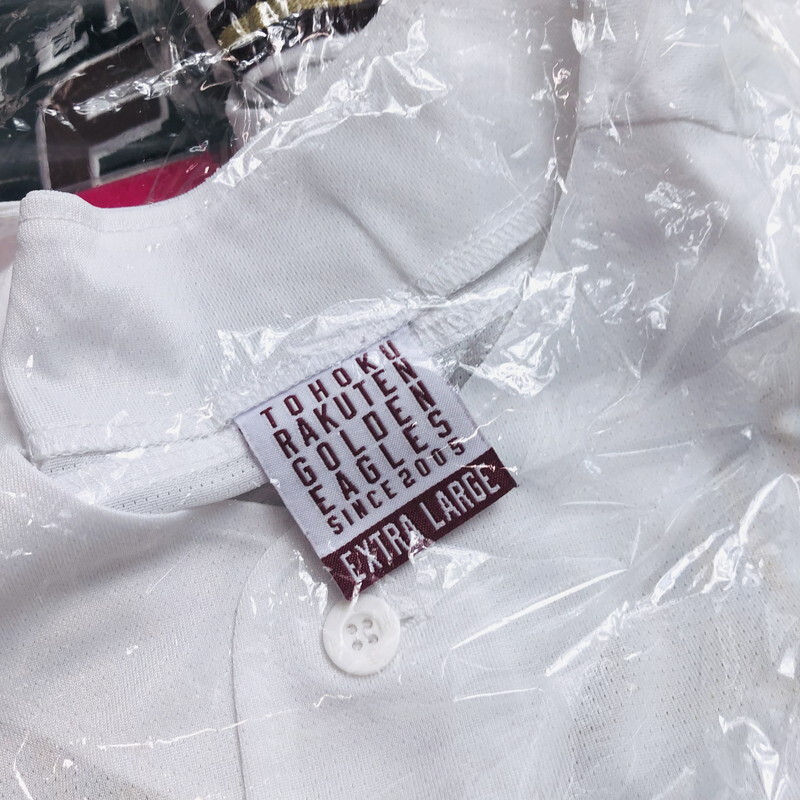 TOHOKU
RAKUTEN
GOLDEN
EAGLES
SINCE 2005
EXTRA LARGE